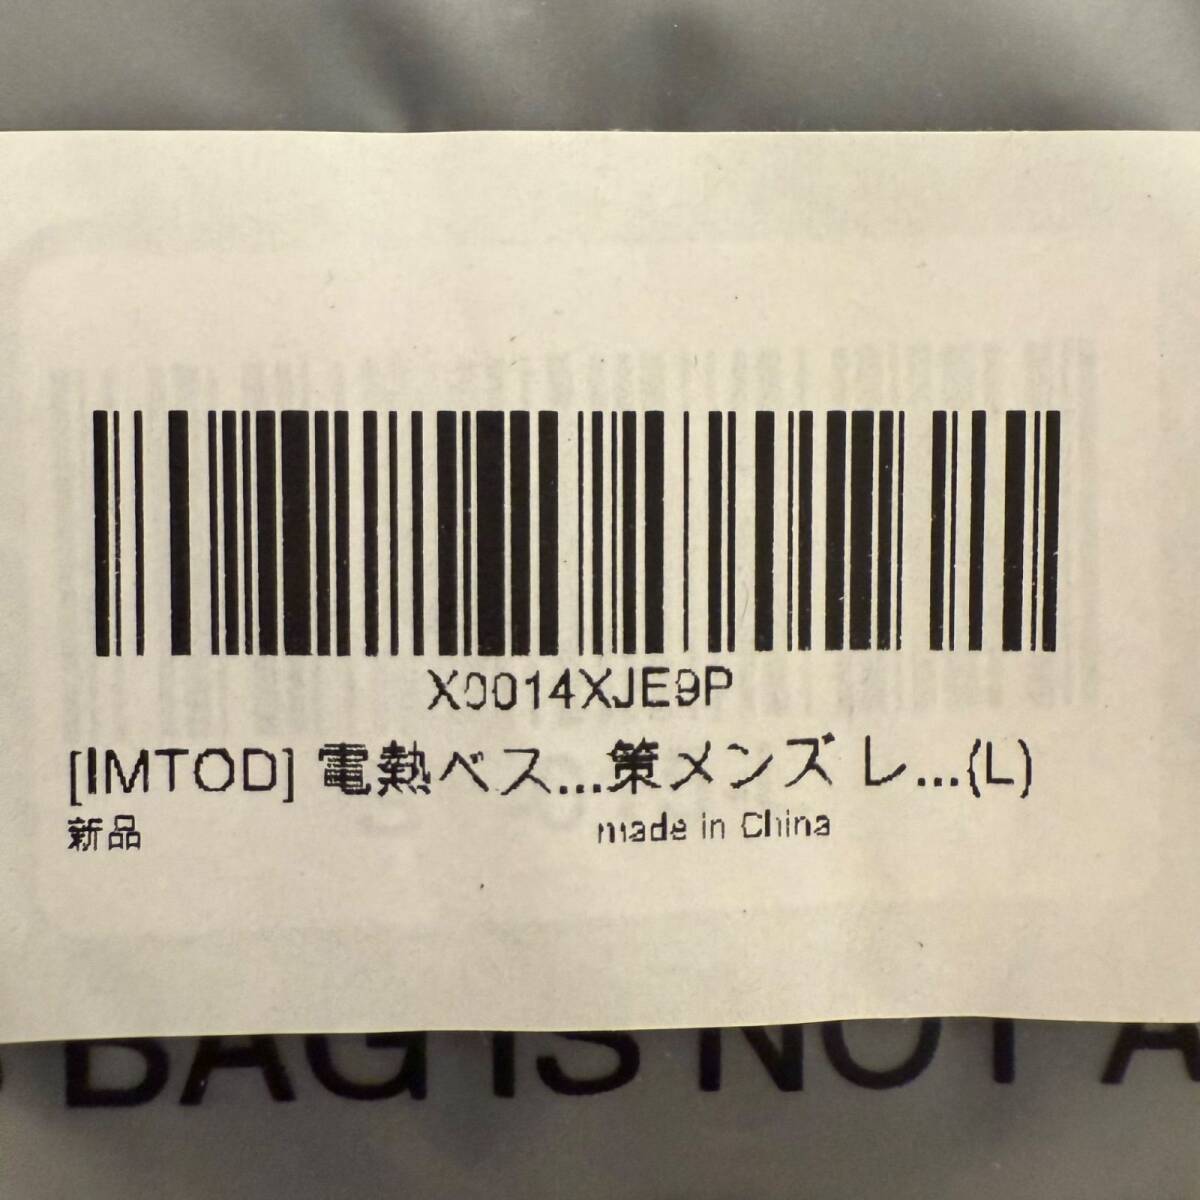 X0014XJE9P
[IMTOD] 電熱ベス...策メンズ レ...(L)
新品 made in China
BAG IS NOT A